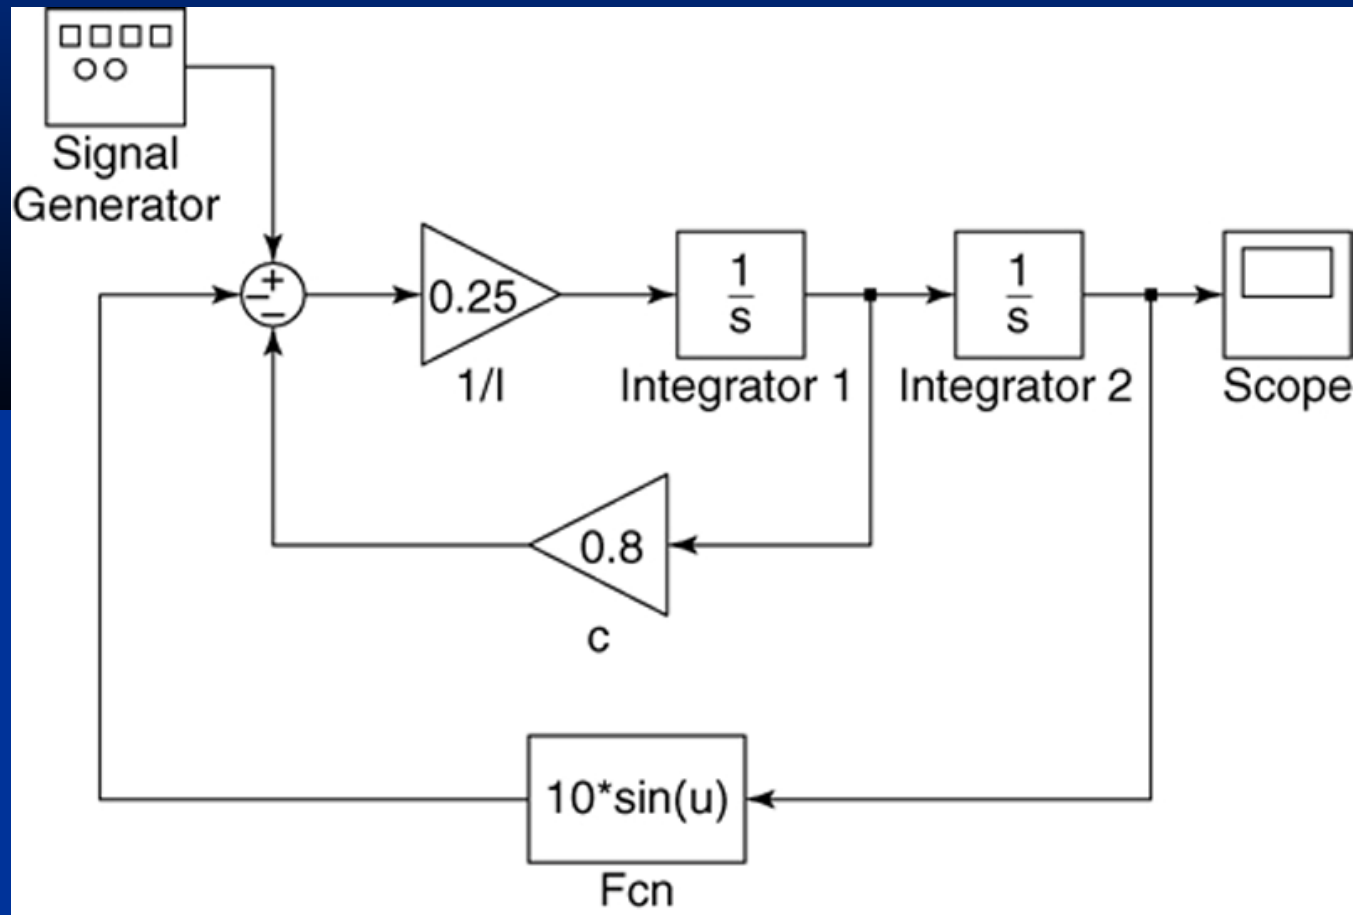 Signal
Generator
+
−
−
0.25
1/I
1
s
Integrator 1
1
s
Integrator 2
Scope
0.8
c
10*sin(u)
Fcn